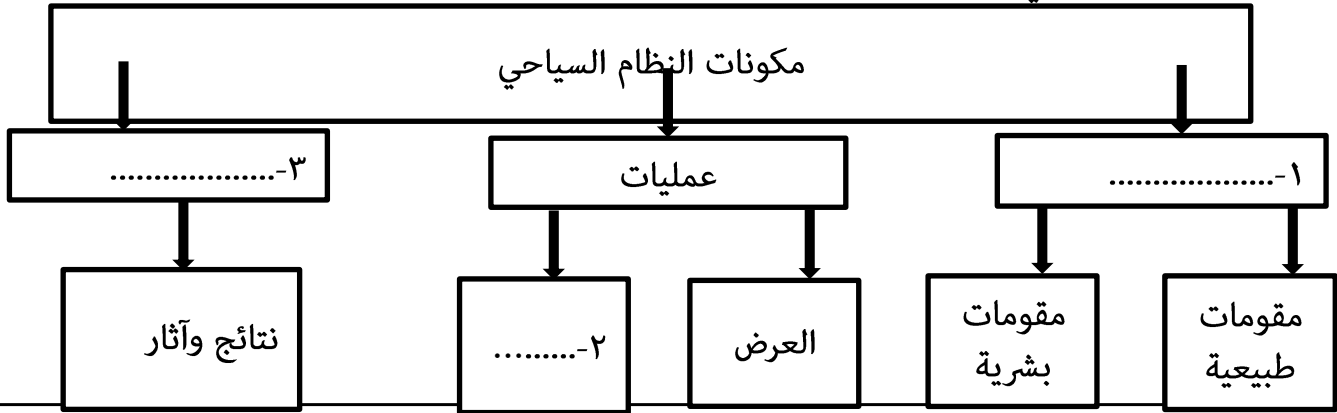 مكونات النظام السياحي
١-...................
عمليات
٣-...................
مقومات
طبيعية
مقومات
بشرية
العرض
٢-.........
نتائج وآثار